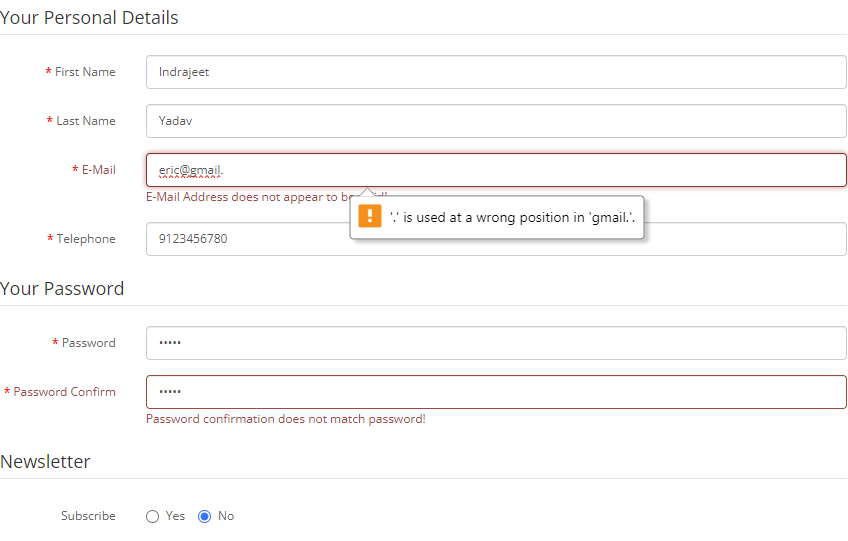 Your Personal Details
* First Name Indrajeet
* Last Name Yadav
* E-Mail eric@gmail.
E-Mail Address does not appear to be
'.' is used at a wrong position in 'gmail.'.
* Telephone 9123456780
Your Password
* Password •••••
* Password Confirm •••••
Password confirmation does not match password!
Newsletter
Subscribe Yes No